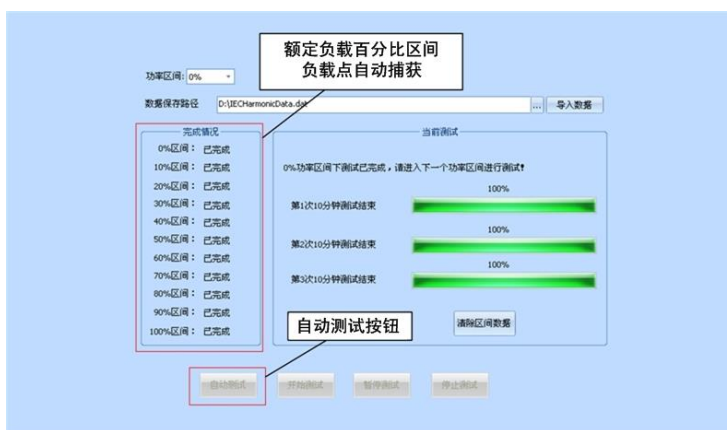 额定负载百分比区间
负载点自动捕获
功率区间: 0%
数据保存路径 D:\IECHarmonicData.dat ... 导入数据
完成情况
0%区间： 已完成
10%区间： 已完成
20%区间： 已完成
30%区间： 已完成
40%区间： 已完成
50%区间： 已完成
60%区间： 已完成
70%区间： 已完成
80%区间： 已完成
90%区间： 已完成
100%区间： 已完成
当前测试
0%功率区间下测试已完成，请进入下一个功率区间进行测试!
100%
第1次10分钟测试结束
100%
第2次10分钟测试结束
100%
第3次10分钟测试结束
清除区间数据
自动测试按钮
自动测试 开始测试 暂停测试 停止测试